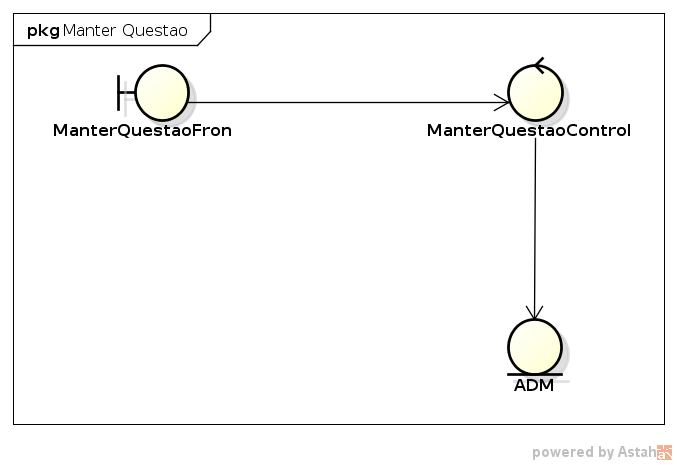 pkg Manter Questao
ManterQuestaoFron
ManterQuestaoControl
ADM
powered by Astah